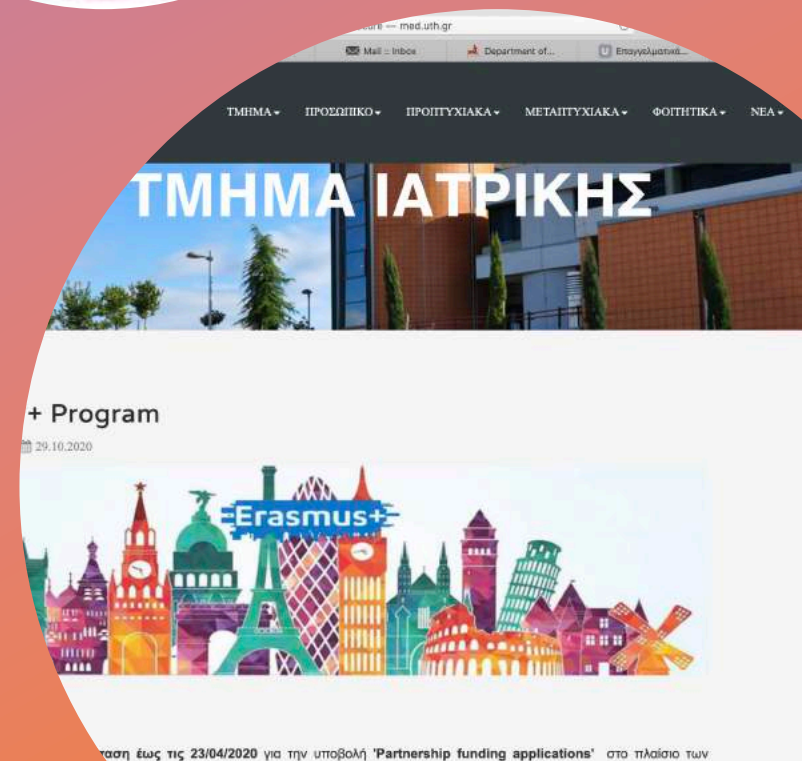 — med.uth.gr
Mail :: Inbox Department of... Επαγγελματικά...
ΤΜΗΜΑ ΠΡΟΣΩΠΙΚΟ ΠΡΟΠΤΥΧΙΑΚΑ ΜΕΤΑΠΤΥΧΙΑΚΑ ΦΟΙΤΗΤΙΚΑ ΝΕΑ
ΤΜΗΜΑ ΙΑΤΡΙΚΗΣ
+ Program
29.10.2020
Erasmus+
έως τις 23/04/2020 για την υποβολή 'Partnership funding applications' στο πλαίσιο των